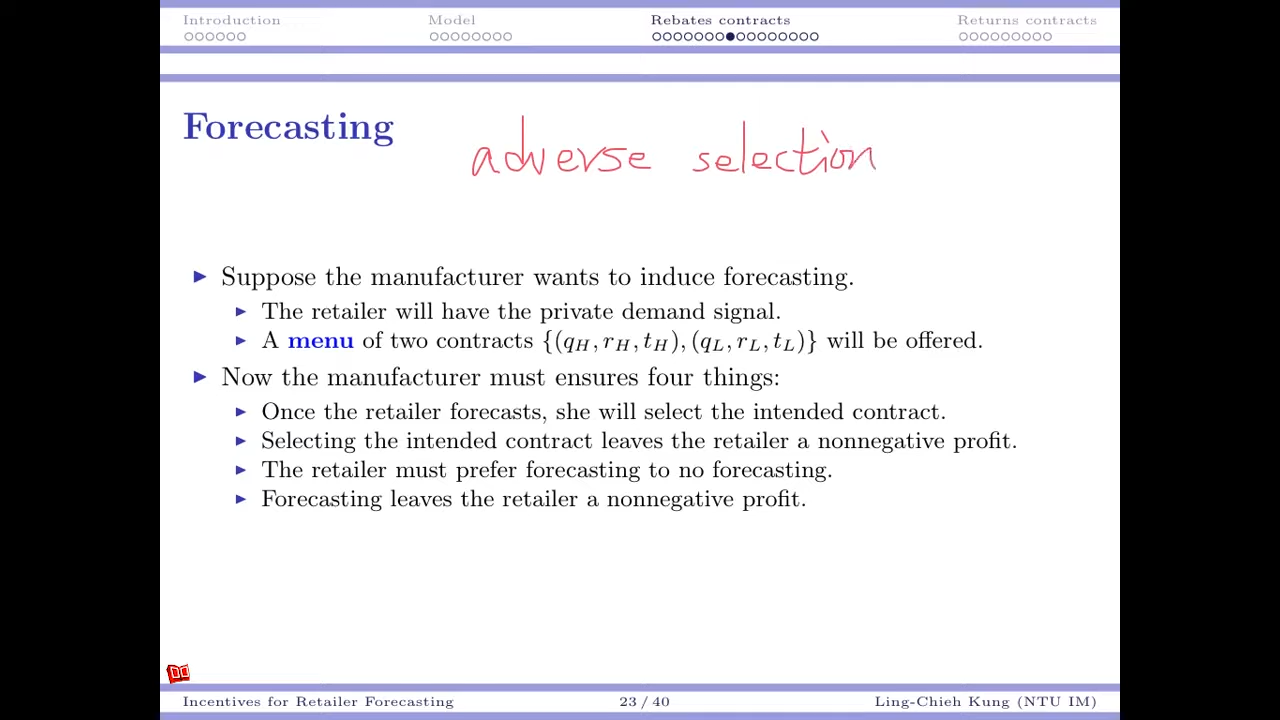 Introduction Model Rebates contracts Returns contracts
Forecasting
adverse selection
Suppose the manufacturer wants to induce forecasting.
The retailer will have the private demand signal.
A menu of two contracts {(q_H, r_H, t_H), (q_L, r_L, t_L)} will be offered.
Now the manufacturer must ensures four things:
Once the retailer forecasts, she will select the intended contract.
Selecting the intended contract leaves the retailer a nonnegative profit.
The retailer must prefer forecasting to no forecasting.
Forecasting leaves the retailer a nonnegative profit.
Incentives for Retailer Forecasting 23 / 40 Ling-Chieh Kung (NTU IM)